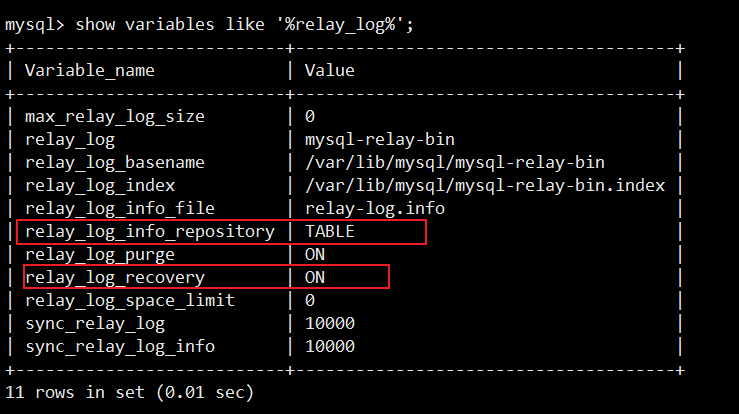 mysql> show variables like '%relay_log%';
+---------------------------+----------------------------------------+
| Variable_name             | Value                                  |
+---------------------------+----------------------------------------+
| max_relay_log_size        | 0                                      |
| relay_log                 | mysql-relay-bin                        |
| relay_log_basename        | /var/lib/mysql/mysql-relay-bin         |
| relay_log_index           | /var/lib/mysql/mysql-relay-bin.index   |
| relay_log_info_file       | relay-log.info                         |
| relay_log_info_repository | TABLE                                  |
| relay_log_purge           | ON                                     |
| relay_log_recovery        | ON                                     |
| relay_log_space_limit     | 0                                      |
| sync_relay_log            | 10000                                  |
| sync_relay_log_info       | 10000                                  |
+---------------------------+----------------------------------------+
11 rows in set (0.01 sec)